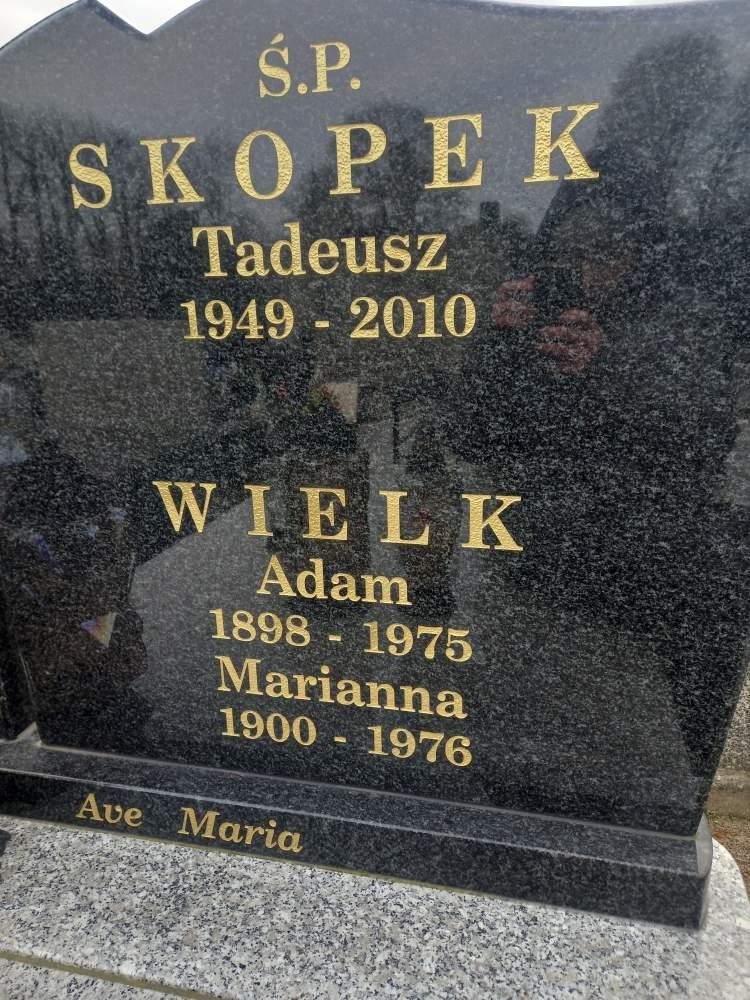 Ś.P.
SKOPEK
Tadeusz
1949 - 2010
WIELK
Adam
1898 - 1975
Marianna
1900 - 1976
Ave Maria